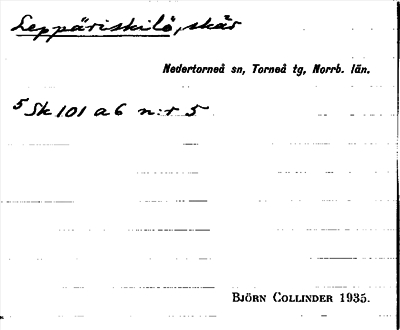 Leppäriskilö, skär
Nedertorneå sn, Torneå tg, Norrb. län.
5 Sk 101 a 6 n:r 5
BJÖRN COLLINDER 1935.